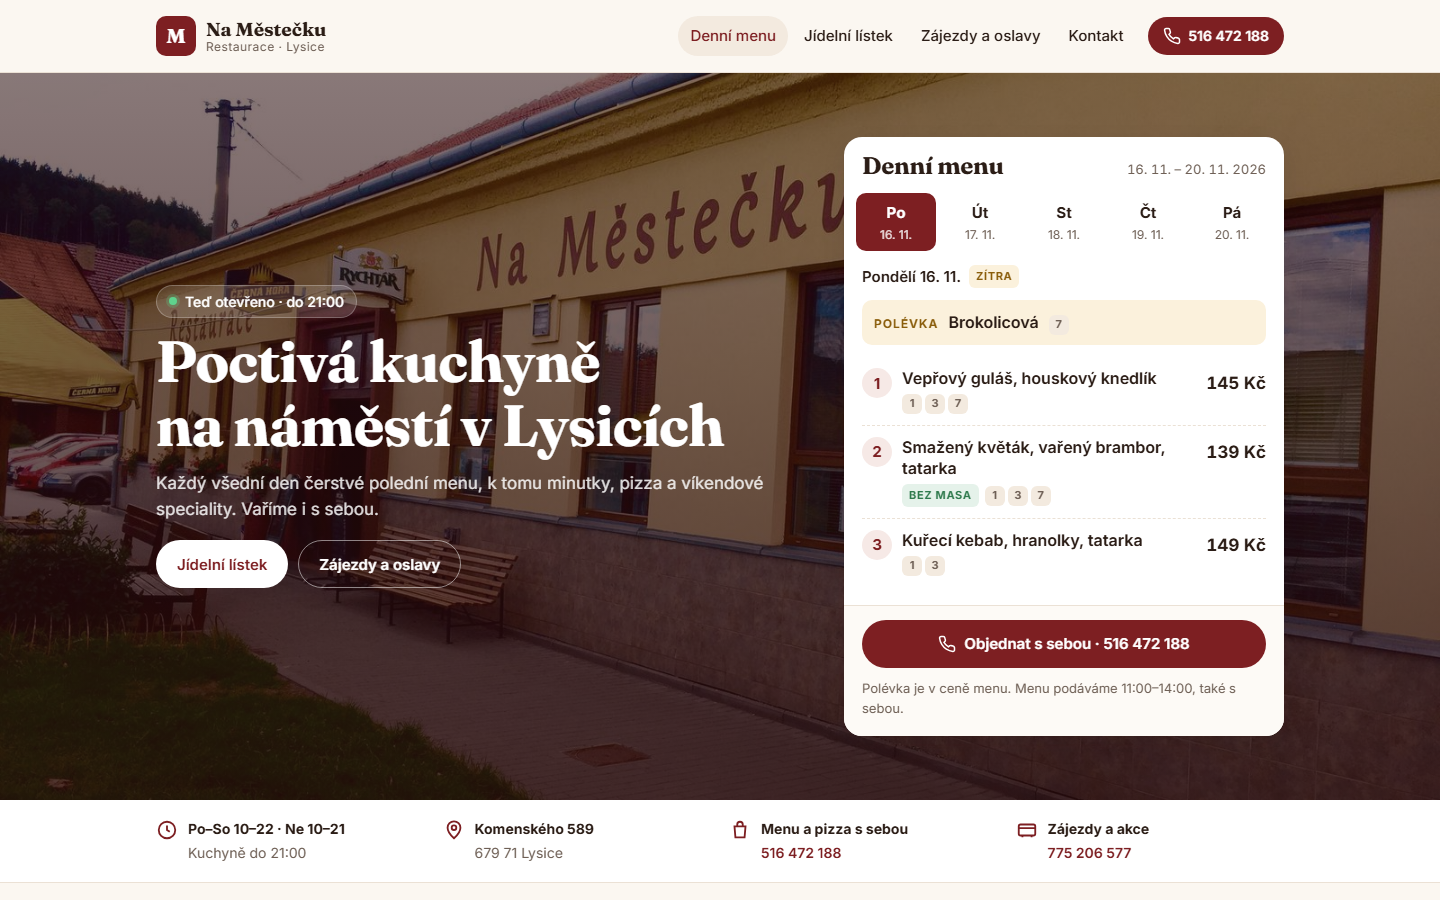 M
Na Městečku
Restaurace · Lysice
Denní menu
Jídelní lístek
Zájezdy a oslavy
Kontakt
516 472 188
Na Městečku
RYCHTÁŘ
ČERNÁ HORA
Restaurace
ČERNÁ HORA
Teď otevřeno · do 21:00
Poctivá kuchyně
na náměstí v Lysicích
Každý všední den čerstvé polední menu, k tomu minutky, pizza a víkendové
speciality. Vaříme i s sebou.
Jídelní lístek
Zájezdy a oslavy
Denní menu
16. 11. – 20. 11. 2026
Po
16. 11.
Út
17. 11.
St
18. 11.
Čt
19. 11.
Pá
20. 11.
Pondělí 16. 11. ZÍTRA
POLÉVKA Brokolicová 7
1 Vepřový guláš, houskový knedlík 145 Kč
1 3 7
2 Smažený květák, vařený brambor, 139 Kč
tatarka
BEZ MASA 1 3 7
3 Kuřecí kebab, hranolky, tatarka 149 Kč
1 3
Objednat s sebou · 516 472 188
Polévka je v ceně menu. Menu podáváme 11:00–14:00, také s
sebou.
Po–So 10–22 · Ne 10–21
Kuchyně do 21:00
Komenského 589
679 71 Lysice
Menu a pizza s sebou
516 472 188
Zájezdy a akce
775 206 577